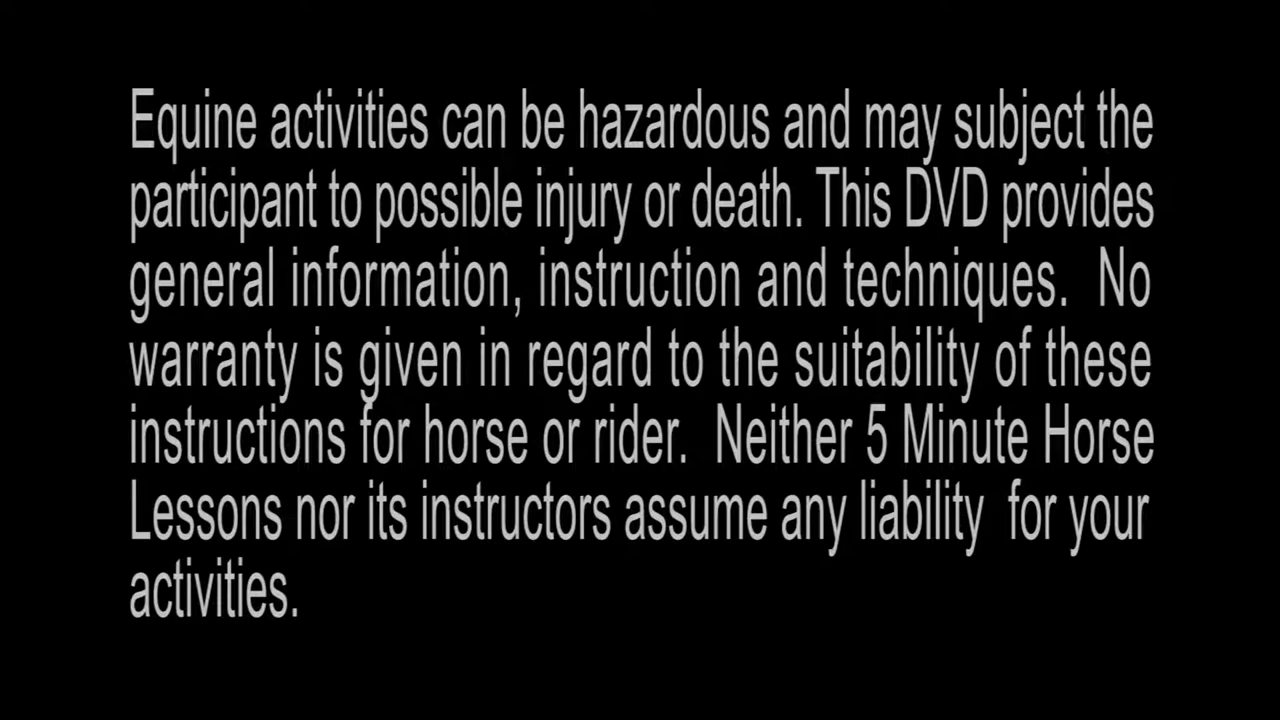 Equine activities can be hazardous and may subject the
participant to possible injury or death. This DVD provides
general information, instruction and techniques.  No
warranty is given in regard to the suitability of these
instructions for horse or rider.  Neither 5 Minute Horse
Lessons nor its instructors assume any liability  for your
activities.